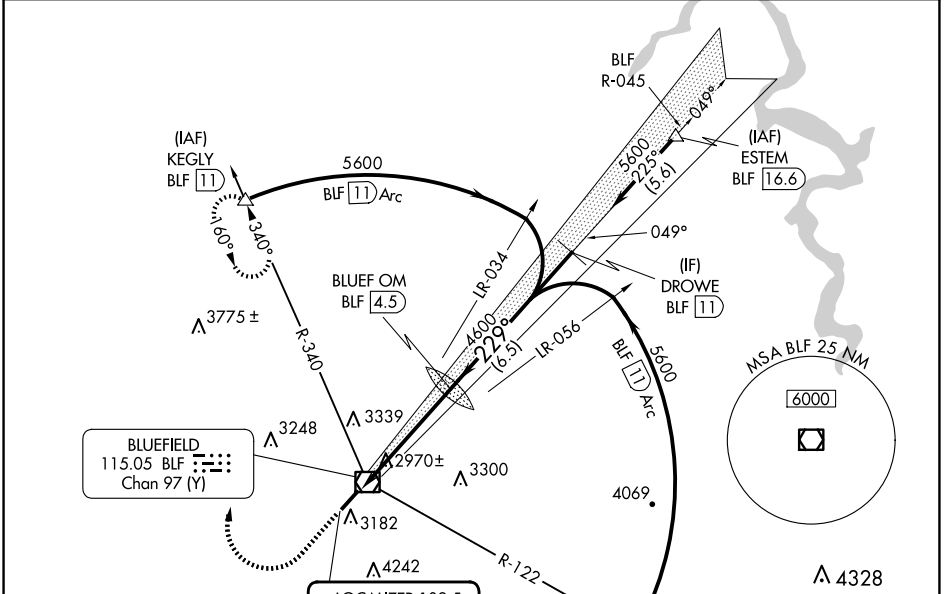 BLF
R-045
049°
(IAF)
ESTEM
BLF 16.6
5600
225°
(5.6)
(IAF)
KEGLY
BLF 11
5600
BLF 11 Arc
340°
160°
049°
(IF)
DROWE
BLF 11
LR-034
BLUEF OM
BLF 4.5
4600
229°
(6.5)
LR-056
5600
BLF 11 Arc
3775 ±
R-340
MSA BLF 25 NM
6000
3339
3248
2970±
3300
4069
BLUEFIELD
115.05 BLF
Chan 97 (Y)
3182
4242
R-122
4328